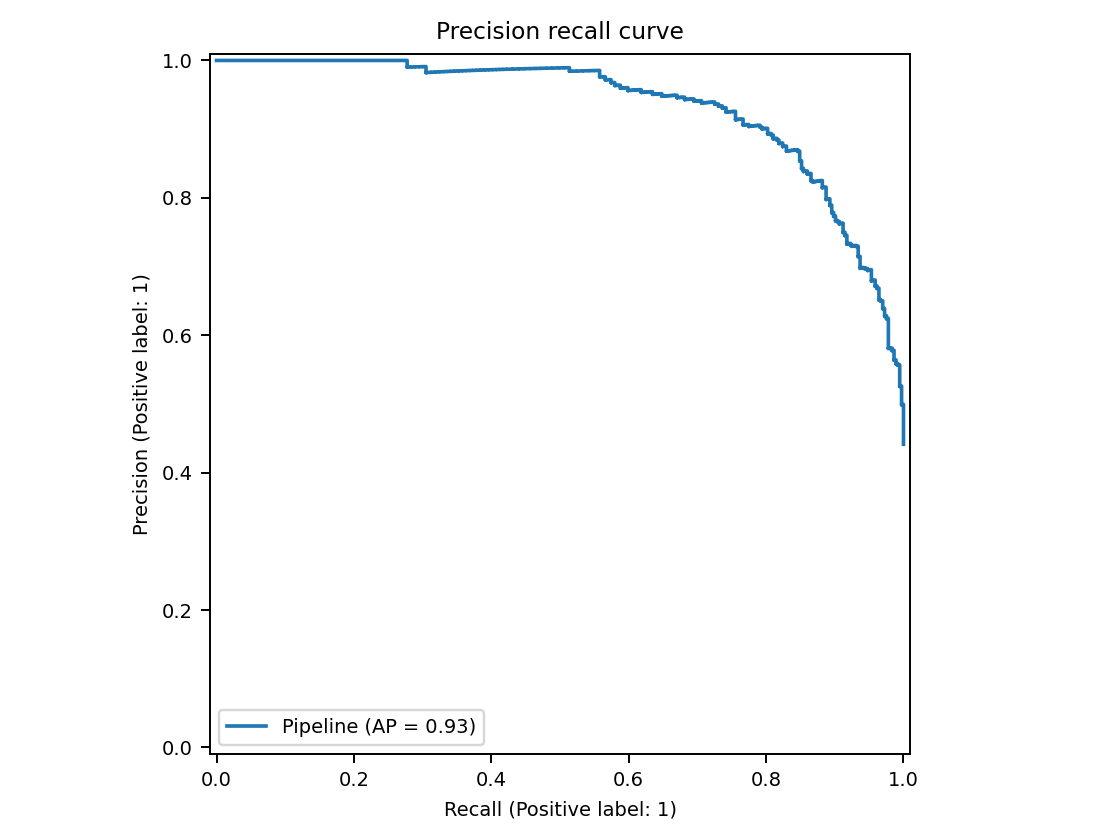 Precision recall curve
Precision (Positive label: 1)
1.0
0.8
0.6
0.4
0.2
0.0
Pipeline (AP = 0.93)
0.0 0.2 0.4 0.6 0.8 1.0
Recall (Positive label: 1)